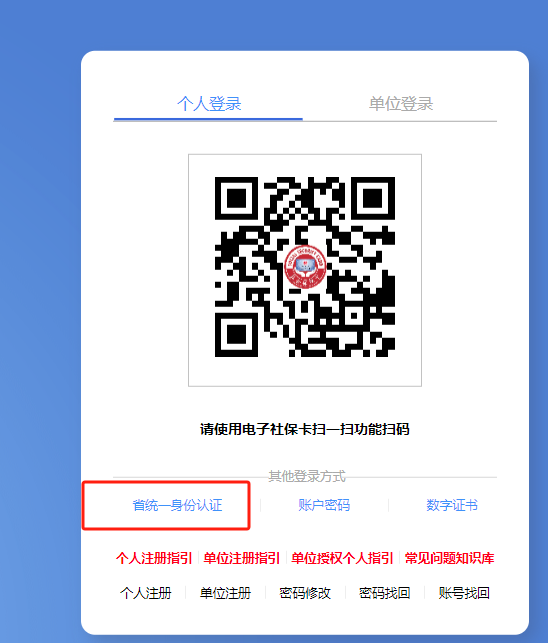 个人登录 单位登录
请使用电子社保卡扫一扫功能扫码
其他登录方式
省统一身份认证 账户密码 数字证书
个人注册指引 单位注册指引 单位授权个人指引 常见问题知识库
个人注册 单位注册 密码修改 密码找回 账号找回